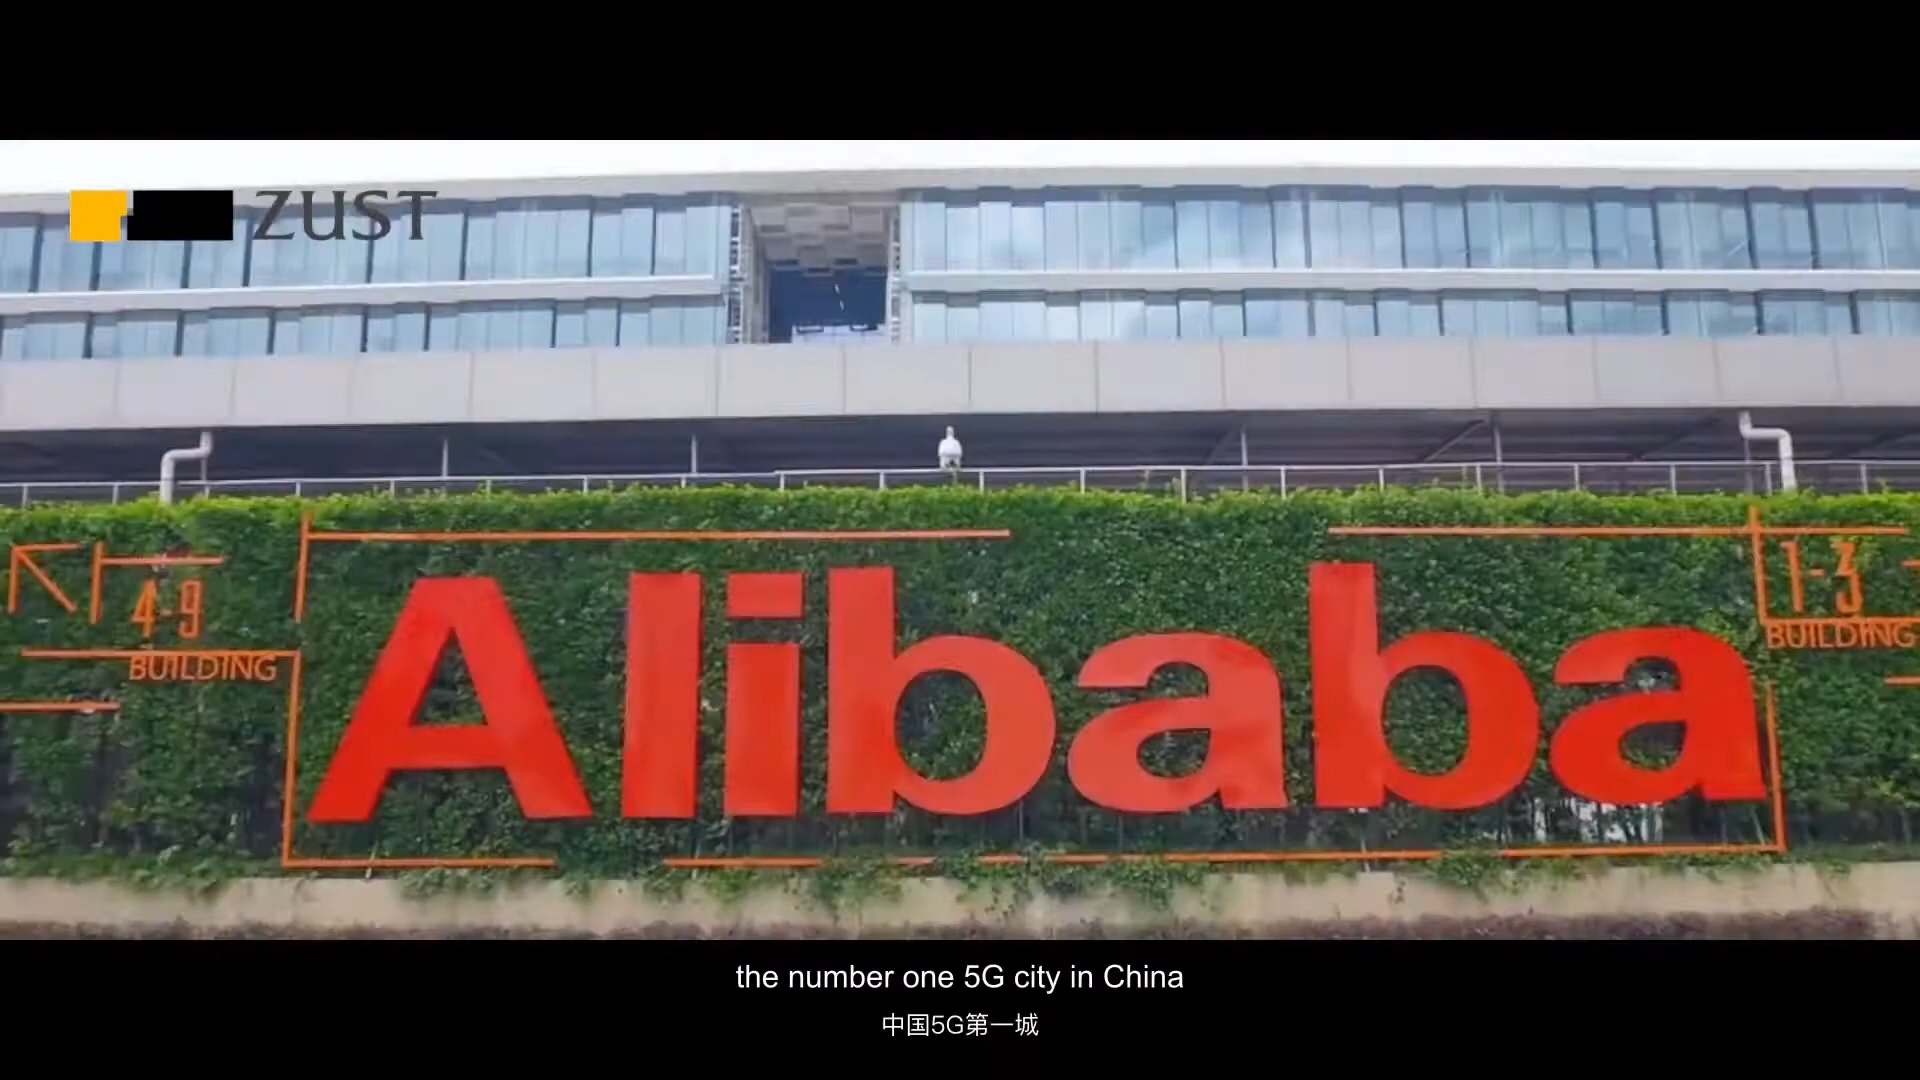 ZUST
4-9
BUILDING
Alibaba
1-3
BUILDING
the number one 5G city in China
中国5G第一城